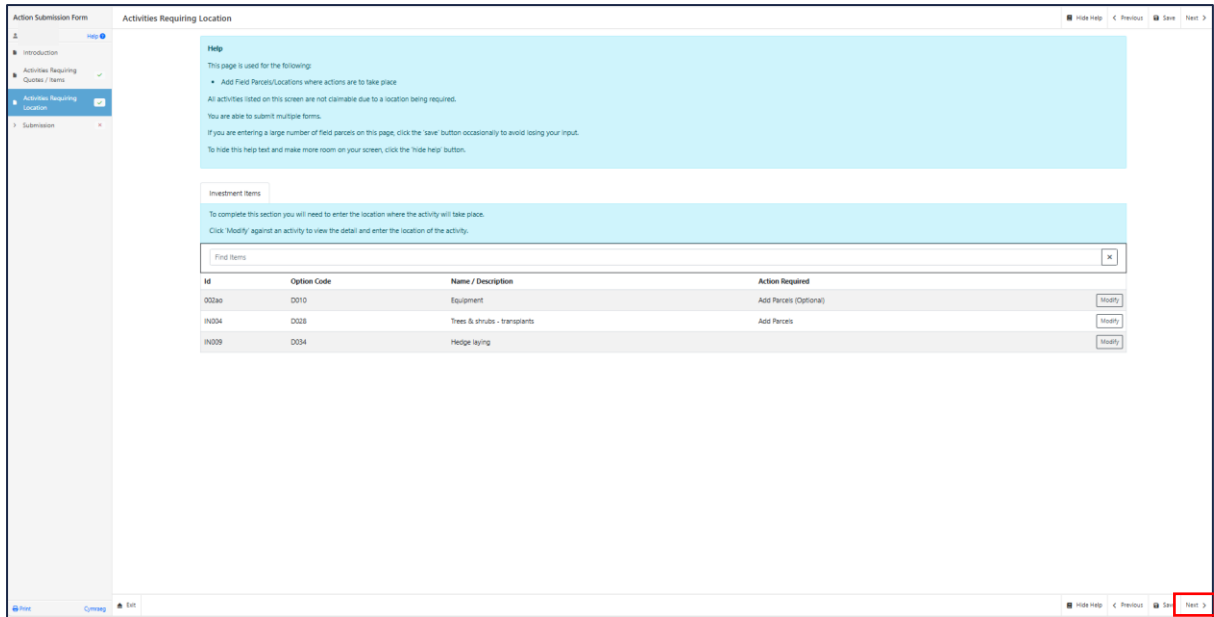 Action Submission Form
Activities Requiring Location
Hide Help
Previous
Save
Next
Help
Introduction
Activities Requiring
Quotes / Items
Activities Requiring
Location
Submission
Help
This page is used for the following:
• Add Field Parcels/Locations where actions are to take place
All activities listed on this screen are not claimable due to a location being required.
You are able to submit multiple forms.
If you are entering a large number of field parcels on this page, click the 'save' button occasionally to avoid losing your input.
To hide this help text and make more room on your screen, click the 'hide help' button.
Investment Items
To complete this section you will need to enter the location where the activity will take place.
Click 'Modify' against an activity to view the detail and enter the location of the activity.
Find Items
Id Option Code Name / Description Action Required
002ao D010 Equipment Add Parcels (Optional) Modify
IN004 D028 Trees & shrubs - transplants Add Parcels Modify
IN009 D034 Hedge laying Modify
Print
Cymraeg
Exit
Hide Help
Previous
Save
Next